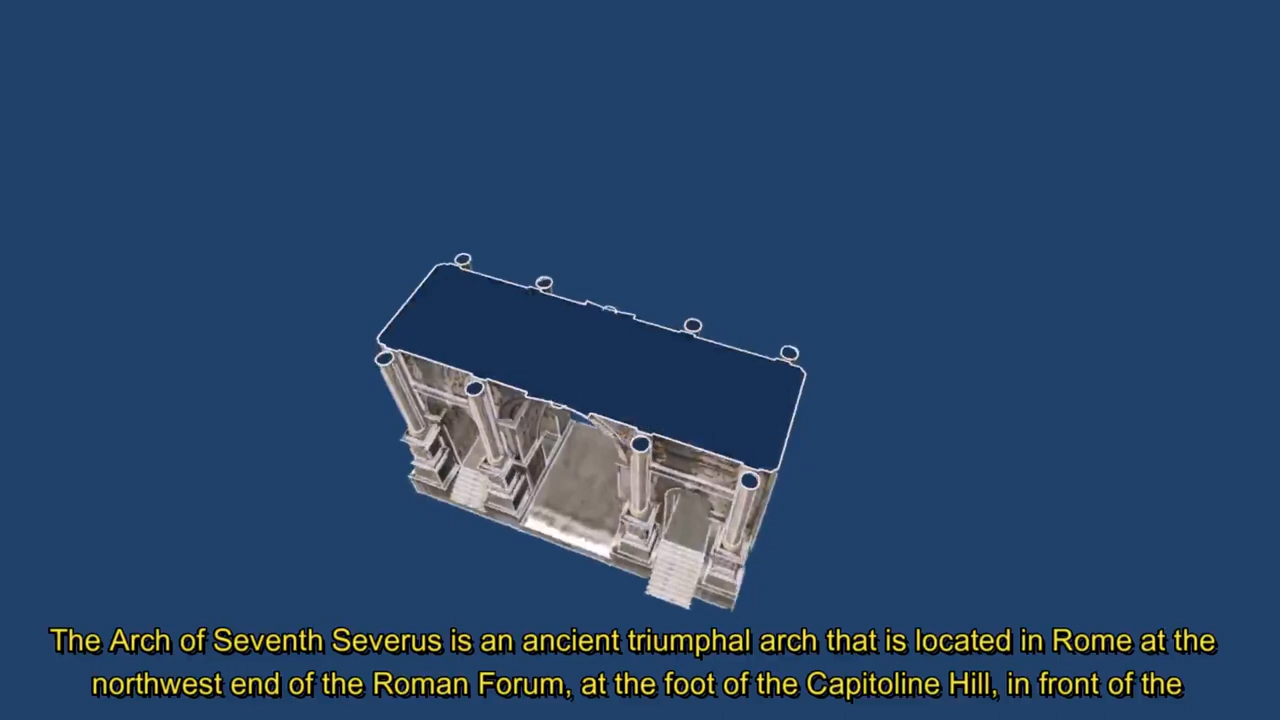 The Arch of Seventh Severus is an ancient triumphal arch that is located in Rome at the
northwest end of the Roman Forum, at the foot of the Capitoline Hill, in front of the